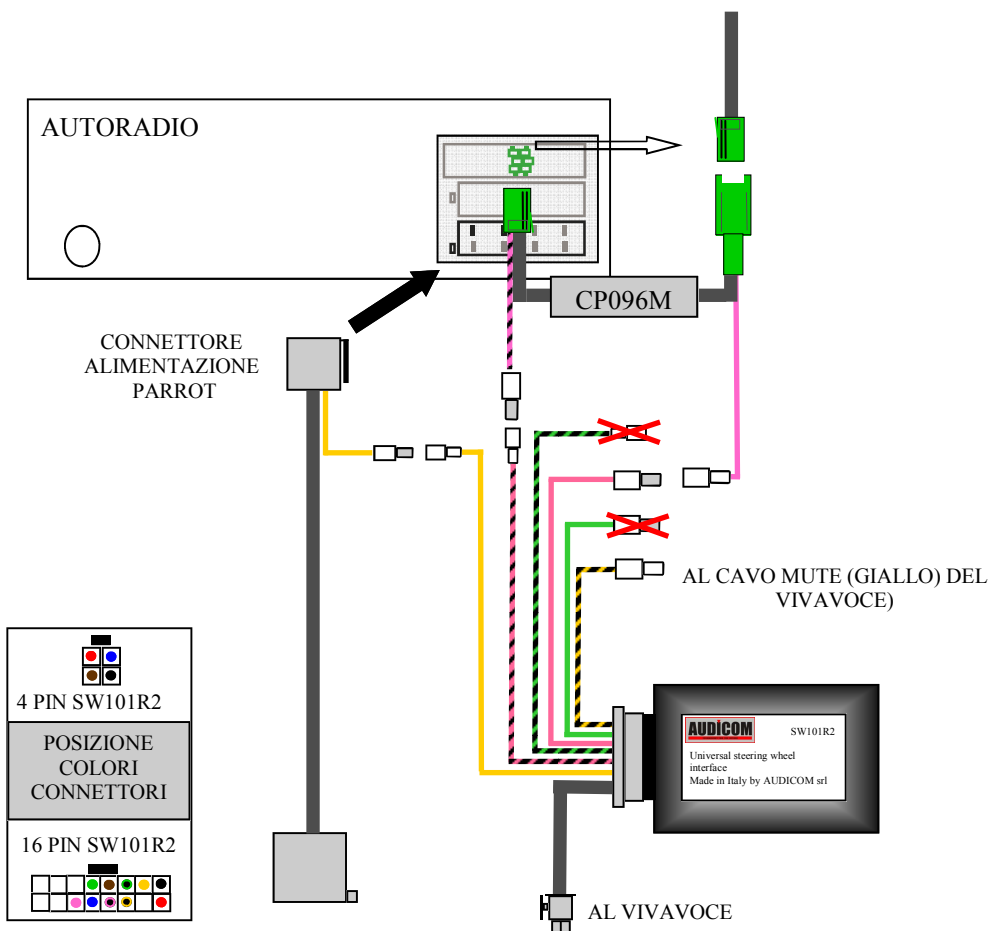 AUTORADIO
CP096M
CONNETTORE
ALIMENTAZIONE
PARROT
AL CAVO MUTE (GIALLO) DEL
VIVAVOCE)
4 PIN SW101R2
POSIZIONE
COLORI
CONNETTORI
16 PIN SW101R2
AUDICOM
SW101R2
Universal steering wheel
interface
Made in Italy by AUDICOM srl
AL VIVAVOCE